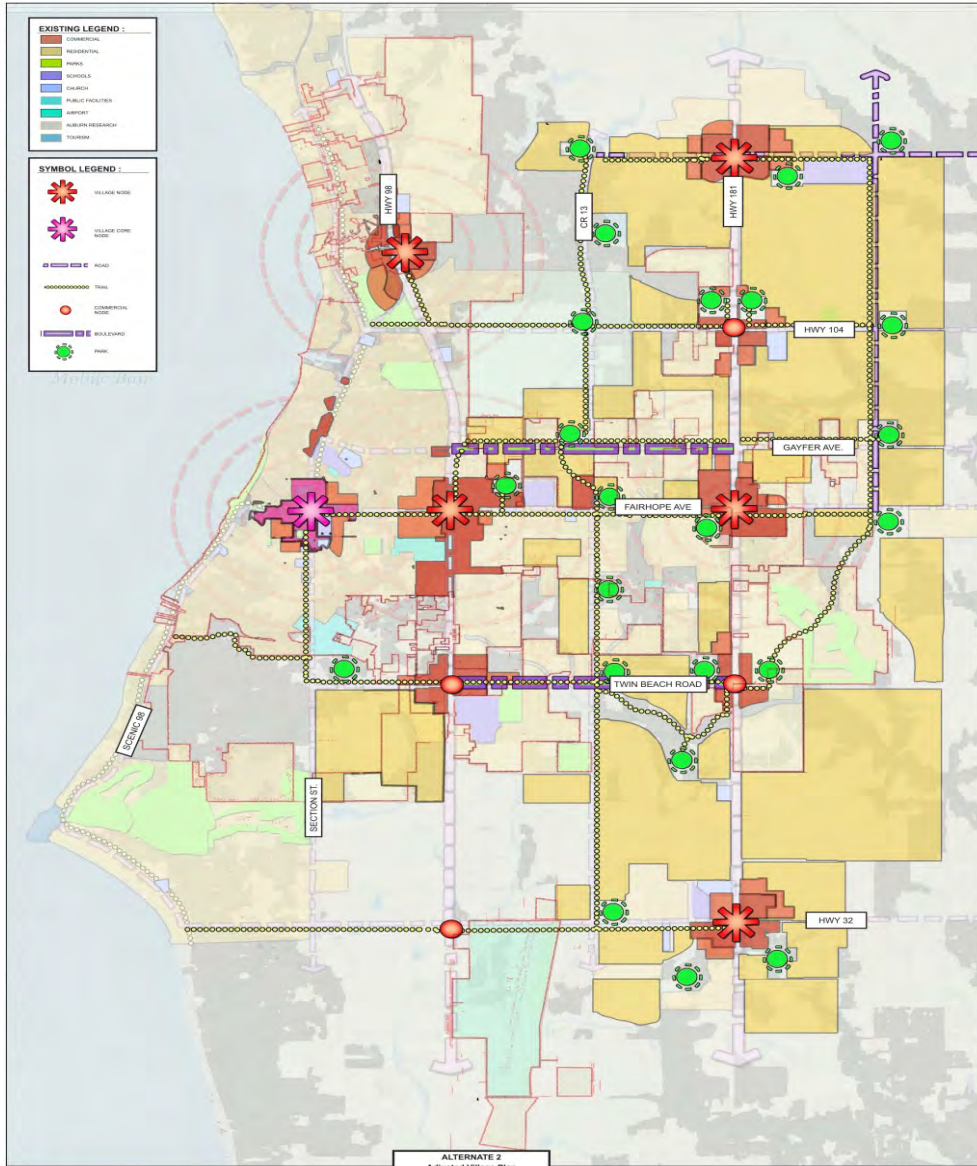 EXISTING LEGEND :
COMMERCIAL
RESIDENTIAL
PARKS
SCHOOLS
CHURCH
PUBLIC FACILITIES
AIRPORT
AUBURN RESEARCH
TOURISM
SYMBOL LEGEND :
VILLAGE NODE
VILLAGE CORE
NODE
ROAD
TRAIL
COMMERCIAL
NODE
BOULEVARD
PARK
Mobile Bay
HWY 98
CR 13
HWY 181
HWY 104
GAYFER AVE.
FAIRHOPE AVE
TWIN BEACH ROAD
SCENIC 98
SECTION ST.
HWY 32
ALTERNATE 2